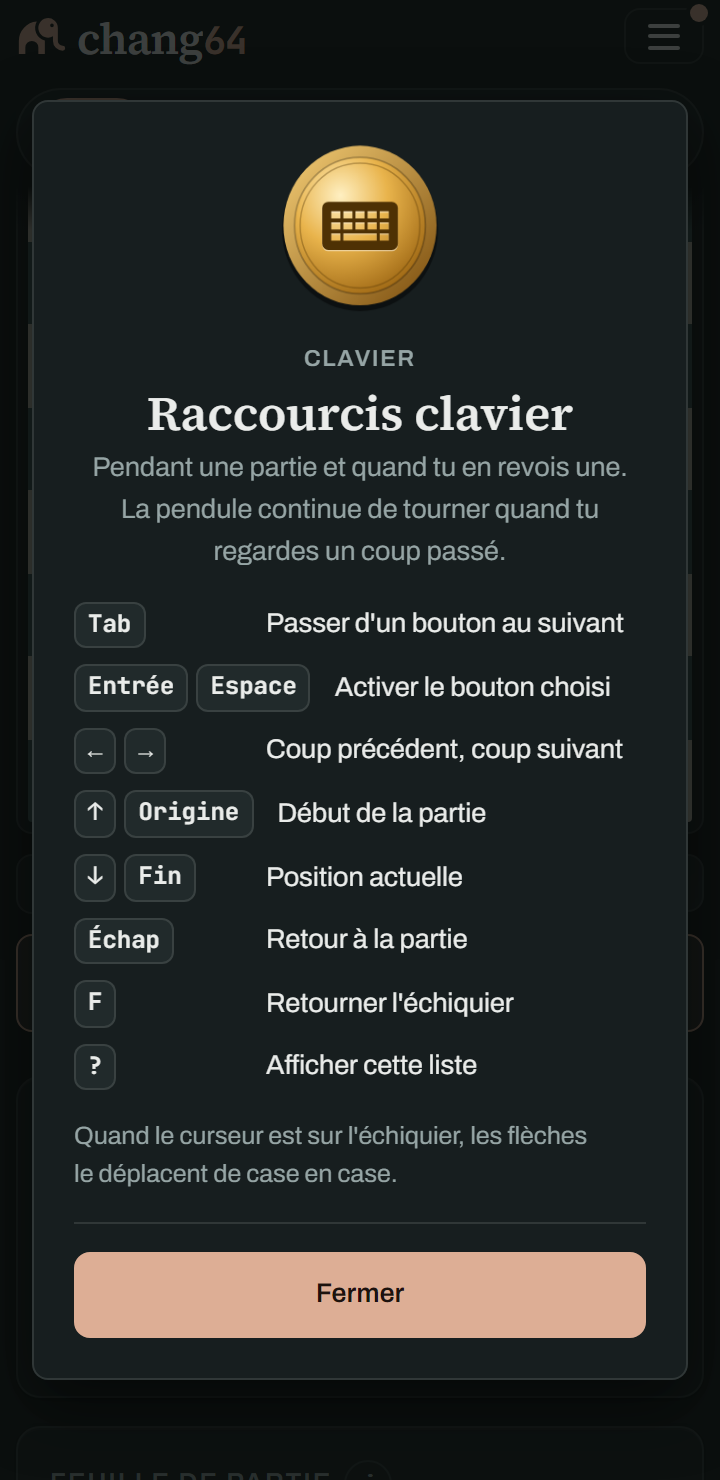 chang64
CLAVIER
Raccourcis clavier
Pendant une partie et quand tu en revois une.
La pendule continue de tourner quand tu
regardes un coup passé.
Tab Passer d'un bouton au suivant
Entrée Espace Activer le bouton choisi
← → Coup précédent, coup suivant
↑ Origine Début de la partie
↓ Fin Position actuelle
Échap Retour à la partie
F Retourner l'échiquier
? Afficher cette liste
Quand le curseur est sur l'échiquier, les flèches
le déplacent de case en case.
Fermer
FEUILLE DE PARTIE